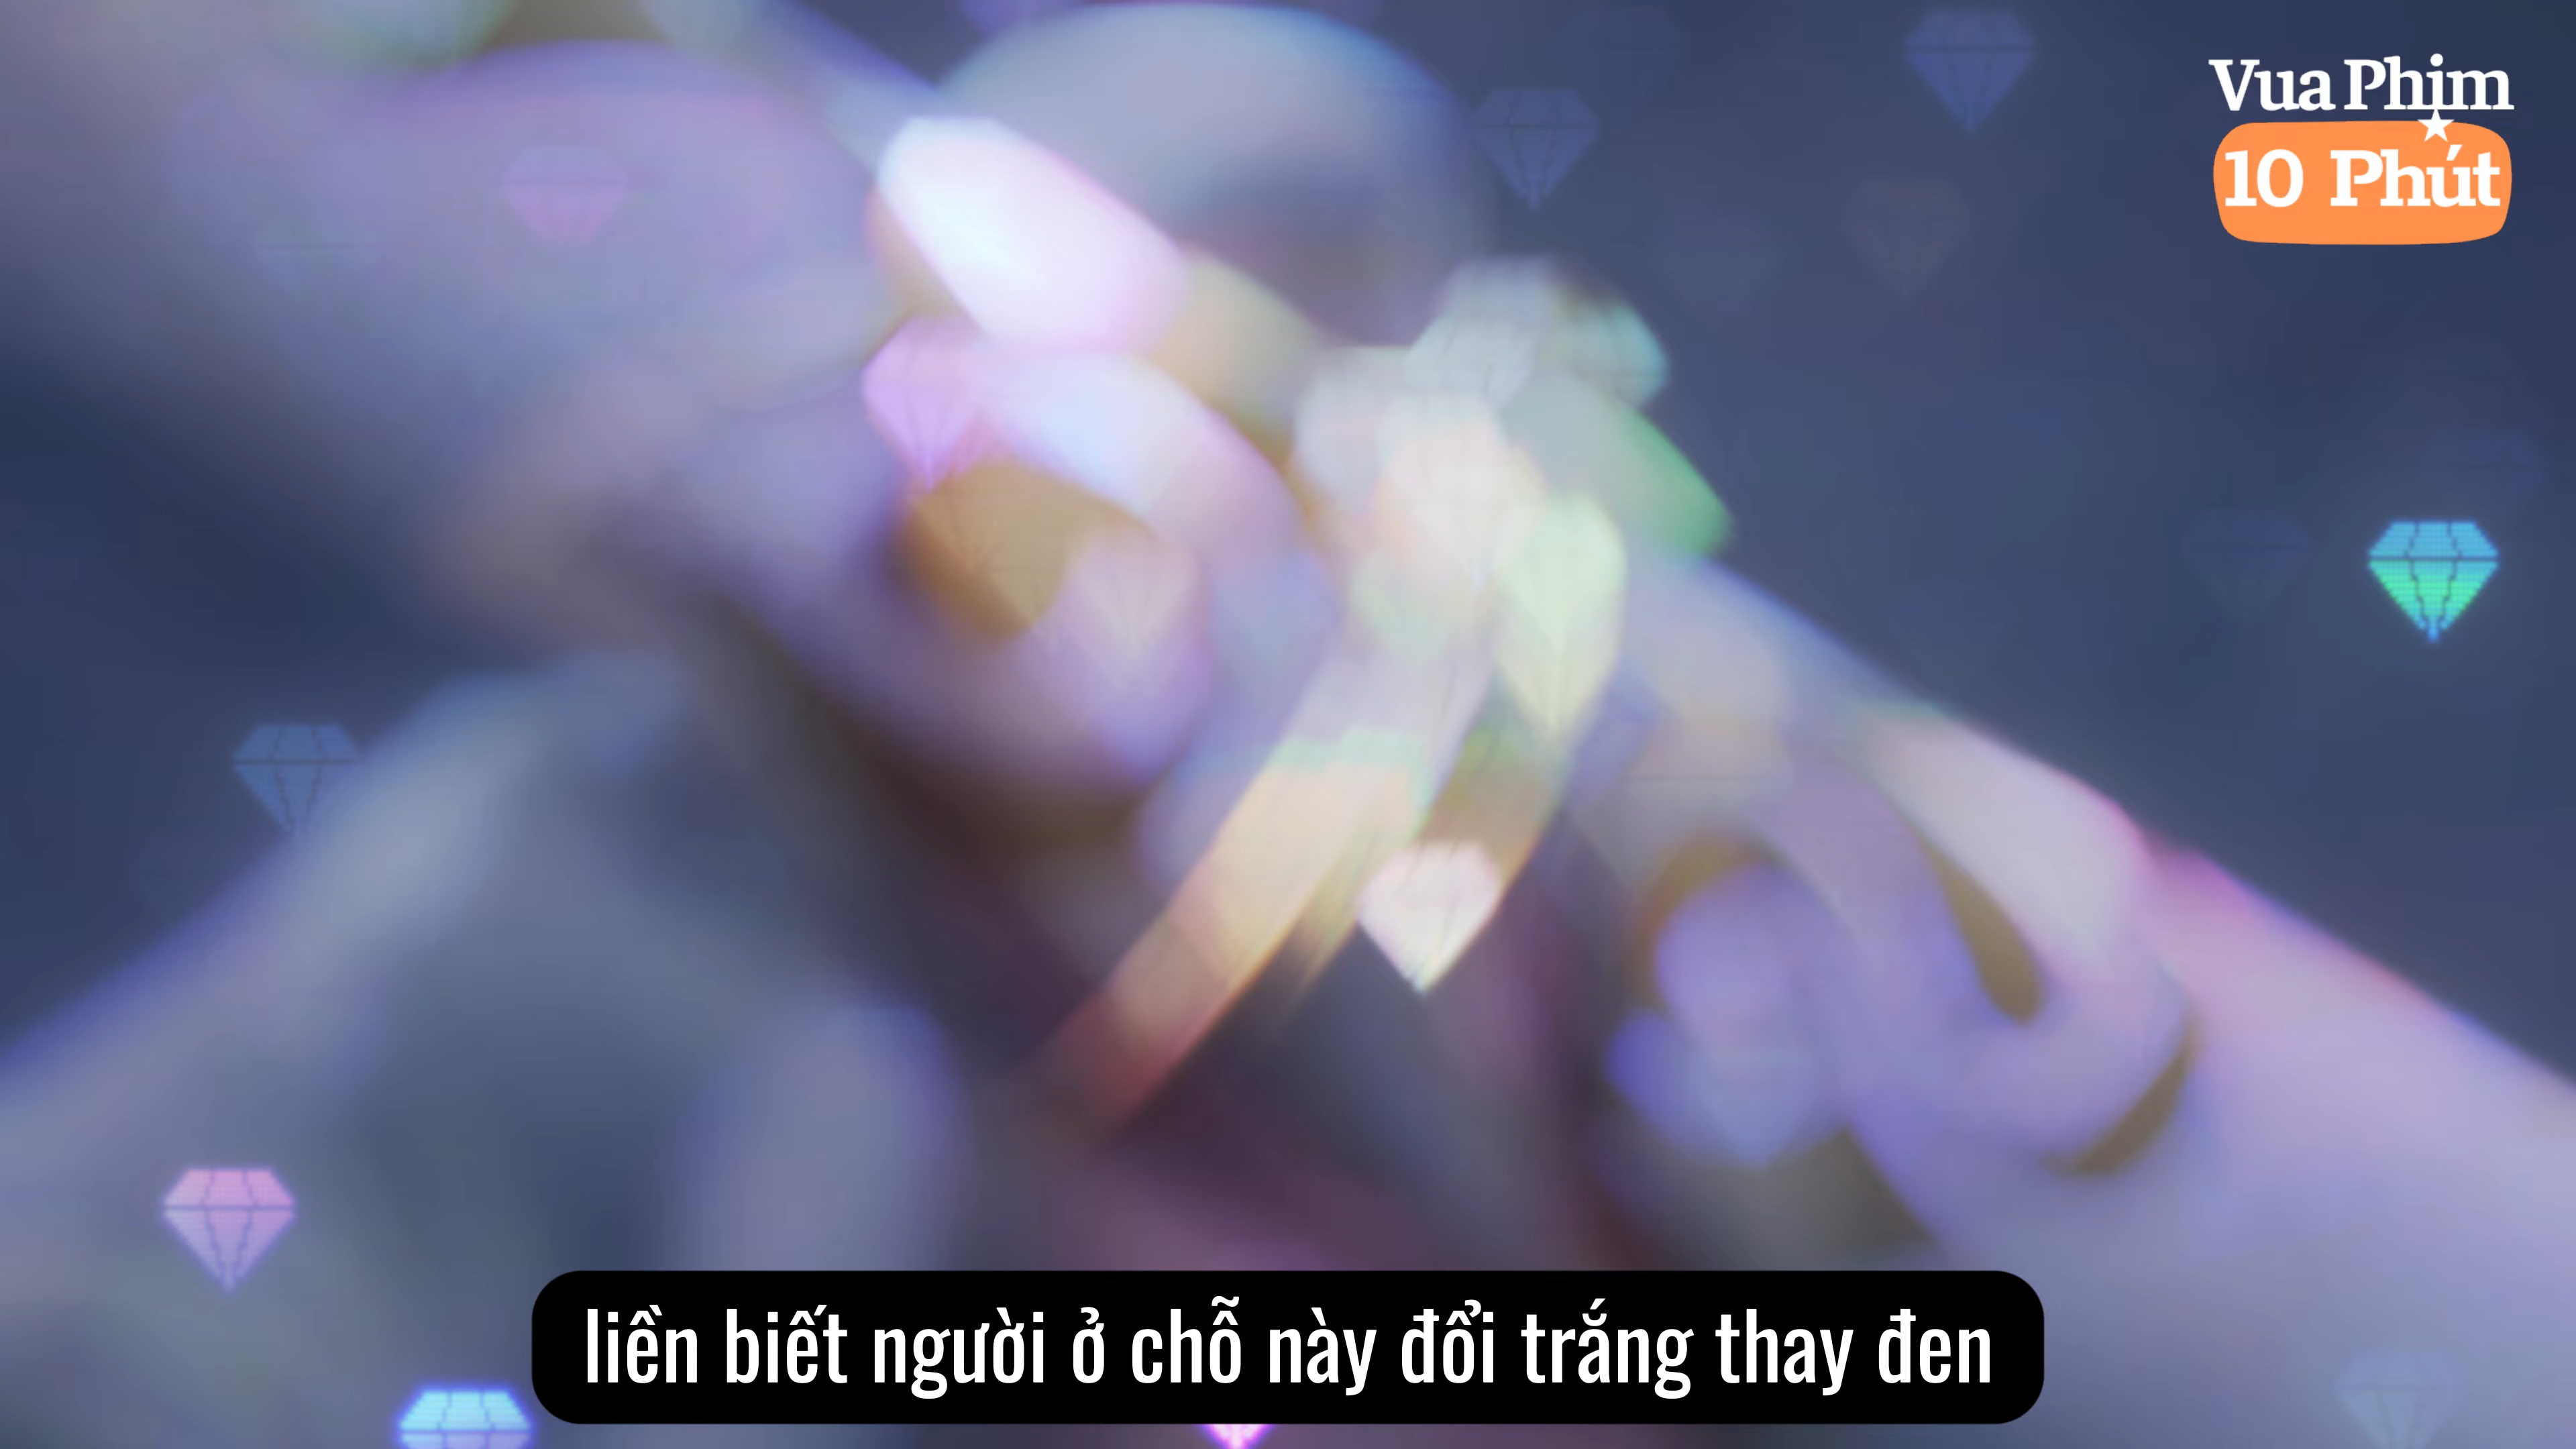 Vua Phim
10 Phút
liền biết người ở chỗ này đổi trắng thay đen